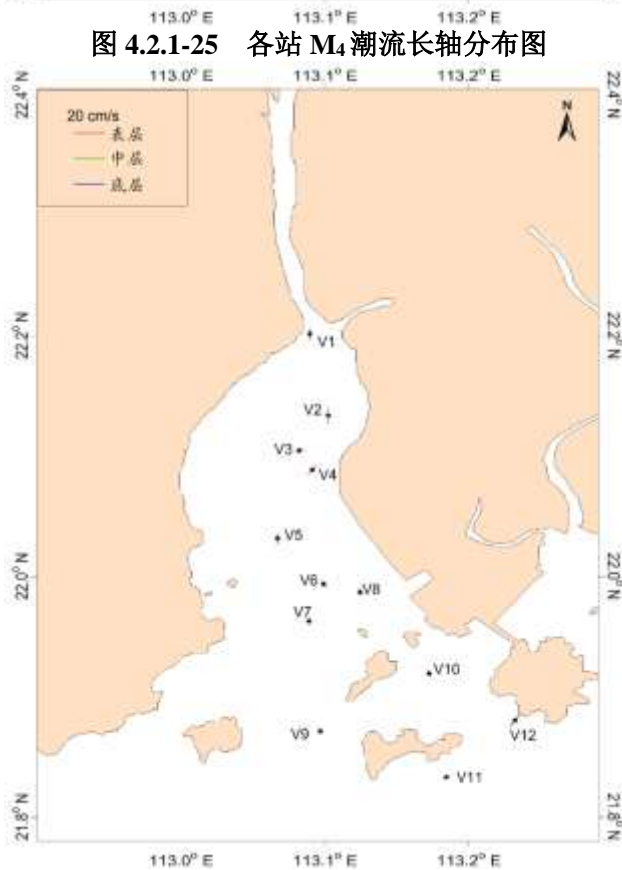 113.0° E 113.1° E 113.2° E
图 4.2.1-25 各站 M₄ 潮流长轴分布图
113.0° E 113.1° E 113.2° E
22.4° N 22.4° N
N
20 cm/s
表层
中层
底层
22.2° N 22.2° N
V1
V2
V3
V4
V5
22.0° N 22.0° N
V6
V8
V7
V10
V9
V12
V11
21.8° N 21.8° N
113.0° E 113.1° E 113.2° E